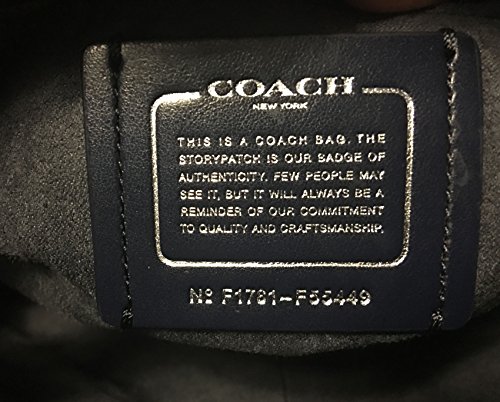 COACH
NEW YORK
THIS IS A COACH BAG. THE
STORYPATCH IS OUR BADGE OF
AUTHENTICITY. FEW PEOPLE MAY
SEE IT, BUT IT WILL ALWAYS BE A
REMINDER OF OUR COMMITMENT
TO QUALITY AND CRAFTSMANSHIP.
Nº F1781-F55449